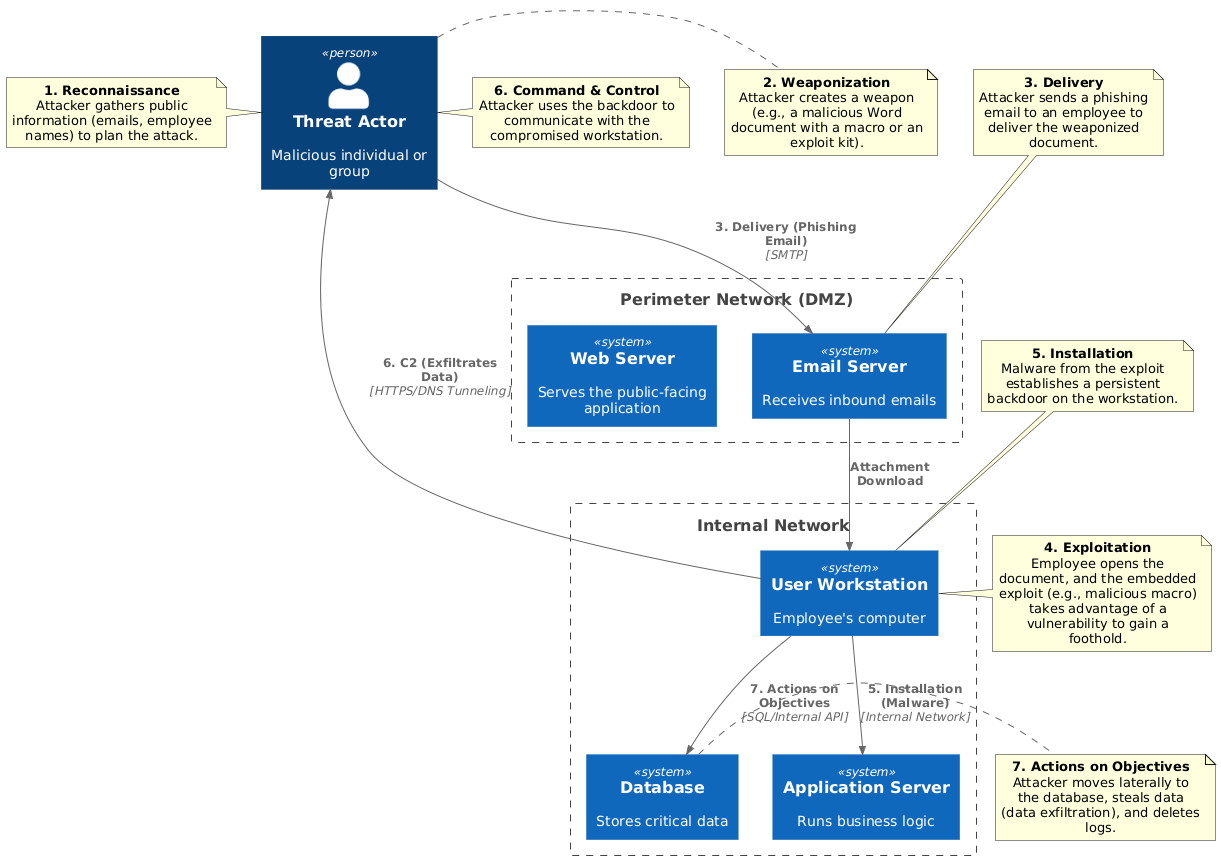 «person»
Threat Actor
Malicious individual or
group
1. Reconnaissance
Attacker gathers public
information (emails, employee
names) to plan the attack.
6. Command & Control
Attacker uses the backdoor to
communicate with the
compromised workstation.
2. Weaponization
Attacker creates a weapon
(e.g., a malicious Word
document with a macro or an
exploit kit).
3. Delivery
Attacker sends a phishing
email to an employee to
deliver the weaponized
document.
3. Delivery (Phishing
Email)
[SMTP]
Perimeter Network (DMZ)
«system»
Web Server
Serves the public-facing
application
«system»
Email Server
Receives inbound emails
6. C2 (Exfiltrates
Data)
[HTTPS/DNS Tunneling]
5. Installation
Malware from the exploit
establishes a persistent
backdoor on the workstation.
Attachment
Download
Internal Network
«system»
User Workstation
Employee's computer
4. Exploitation
Employee opens the
document, and the embedded
exploit (e.g., malicious macro)
takes advantage of a
vulnerability to gain a
foothold.
7. Actions on
Objectives
[SQL/Internal API]
5. Installation
(Malware)
[Internal Network]
«system»
Database
Stores critical data
«system»
Application Server
Runs business logic
7. Actions on Objectives
Attacker moves laterally to
the database, steals data
(data exfiltration), and deletes
logs.